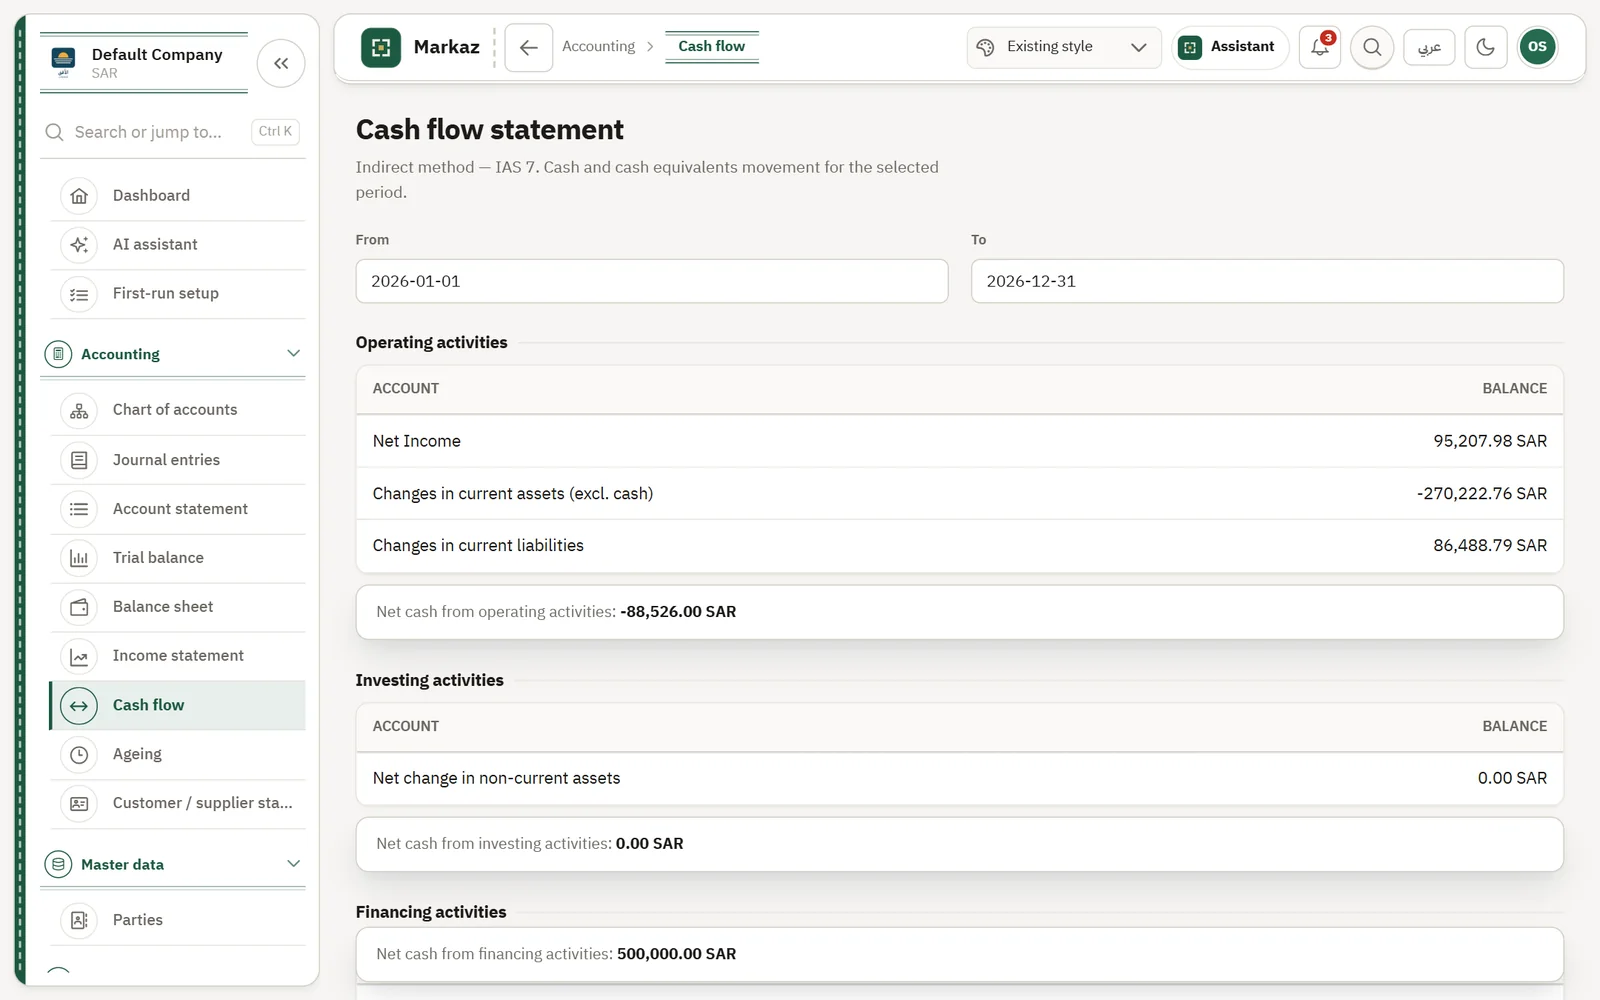 Default Company
SAR
Search or jump to...
Ctrl K
Dashboard
AI assistant
First-run setup
Accounting
Chart of accounts
Journal entries
Account statement
Trial balance
Balance sheet
Income statement
Cash flow
Ageing
Customer / supplier sta...
Master data
Parties
Markaz
Accounting
Cash flow
Existing style
Assistant
3
عربي
OS
Cash flow statement
Indirect method — IAS 7. Cash and cash equivalents movement for the selected
period.
From
To
2026-01-01
2026-12-31
Operating activities
ACCOUNT BALANCE
Net Income 95,207.98 SAR
Changes in current assets (excl. cash) -270,222.76 SAR
Changes in current liabilities 86,488.79 SAR
Net cash from operating activities: -88,526.00 SAR
Investing activities
ACCOUNT BALANCE
Net change in non-current assets 0.00 SAR
Net cash from investing activities: 0.00 SAR
Financing activities
Net cash from financing activities: 500,000.00 SAR